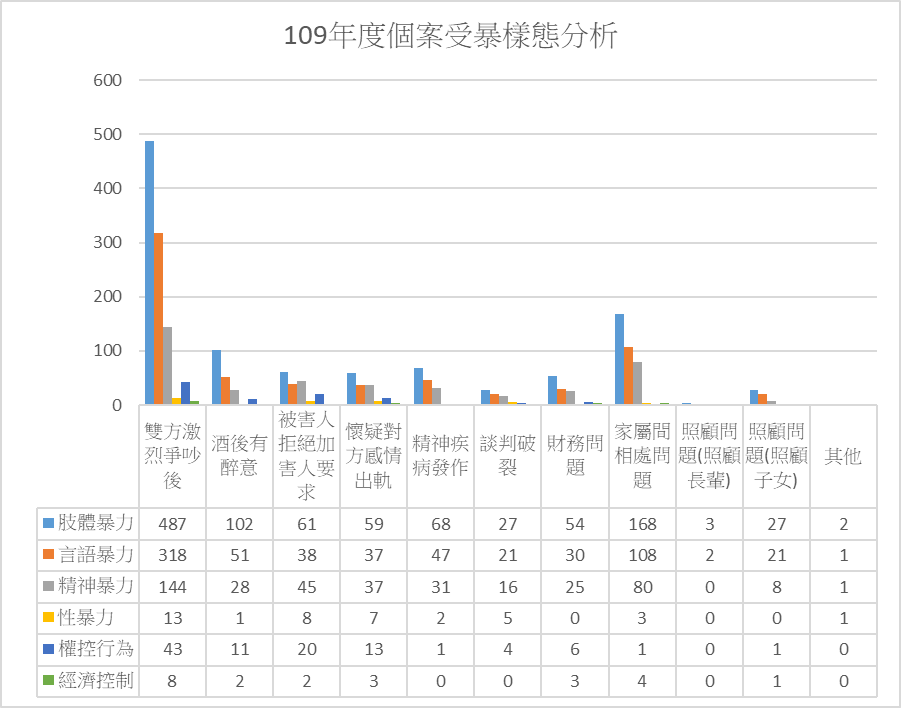 109年度個案受暴樣態分析
600
500
400
300
200
100
0
雙方激
烈爭吵
後
酒後有
醉意
被害人
拒絕加
害人要
求
懷疑對
方感情
出軌
精神疾
病發作
談判破
裂
財務問
題
家屬間
相處問
題
照顧問
題(照顧
長輩)
照顧問
題(照顧
子女)
其他
肢體暴力 487 102 61 59 68 27 54 168 3 27 2
言語暴力 318 51 38 37 47 21 30 108 2 21 1
精神暴力 144 28 45 37 31 16 25 80 0 8 1
性暴力 13 1 8 7 2 5 0 3 0 0 1
權控行為 43 11 20 13 1 4 6 1 0 1 0
經濟控制 8 2 2 3 0 0 3 4 0 1 0